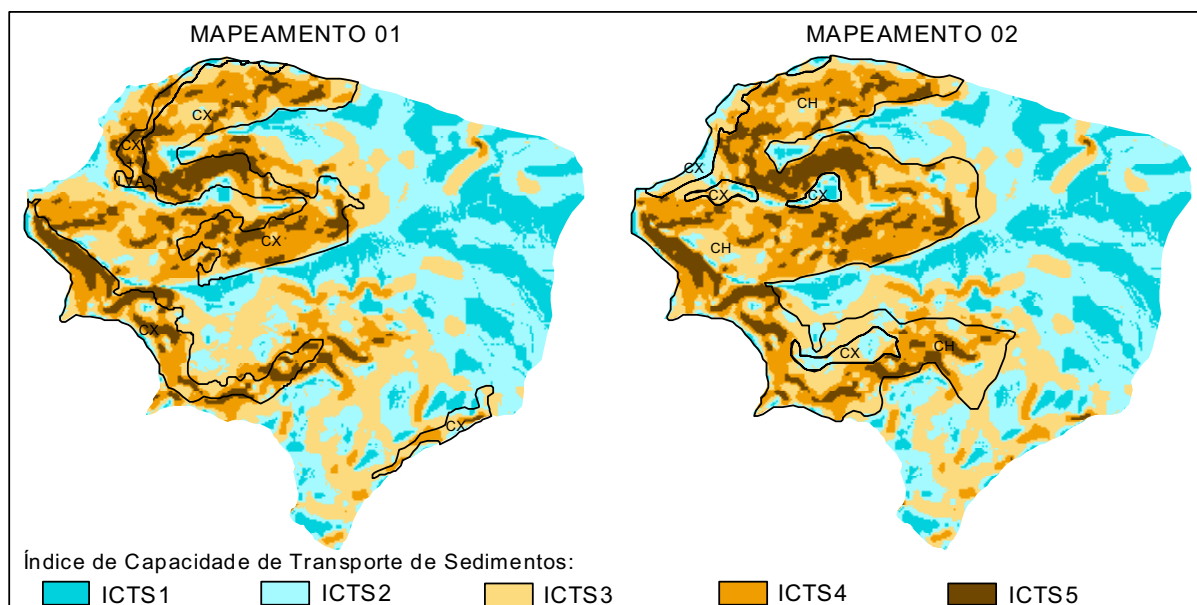 MAPEAMENTO 01
MAPEAMENTO 02
CX
CX
+
CX
CX
CX
CH
CX
CX
CX
CH
CX
CH
Índice de Capacidade de Transporte de Sedimentos:
ICTS1
ICTS2
ICTS3
ICTS4
ICTS5